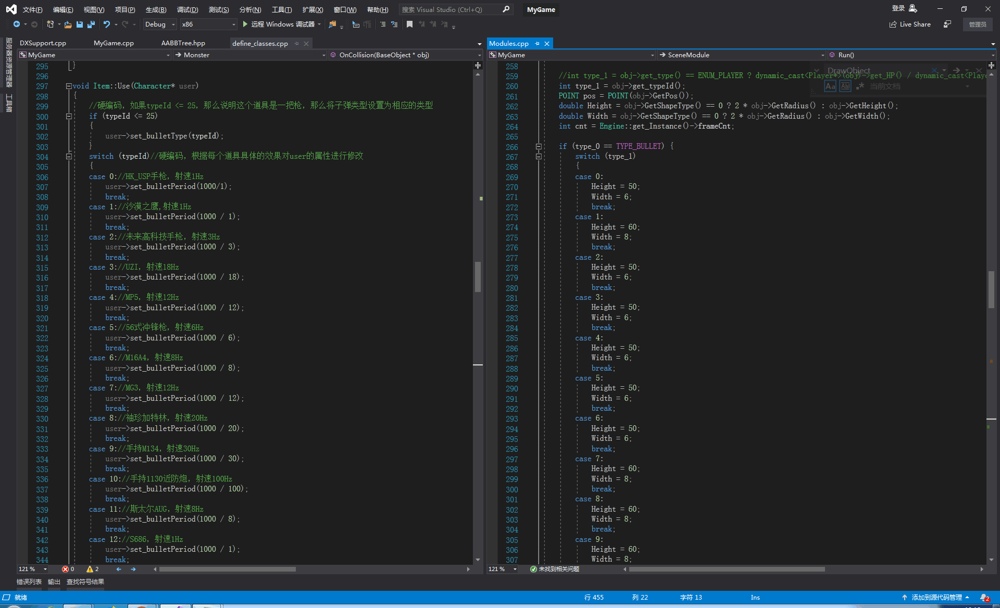 文件(F) 编辑(E) 视图(V) 项目(P) 生成(B) 调试(D) 测试(S) 分析(N) 工具(T) 扩展(X) 窗口(W) 帮助(H) 搜索 Visual Studio (Ctrl+Q) MyGame 登录
Debug x86 远程 Windows 调试器 Live Share 管理员
服务器资源管理器
工具箱
DXSupport.cpp MyGame.cpp AABBTree.hpp define_classes.cpp
MyGame Monster OnCollision(BaseObject * obj)
295 }
296
297 void Item::Use(Character* user)
298 {
299 //硬编码，如果typeId <= 25，那么说明这个道具是一把枪，那么将子弹类型设置为相应的类型
300 if (typeId <= 25)
301 {
302 user->set_bulletType(typeId);
303 }
304 switch (typeId)//硬编码，根据每个道具具体的效果对user的属性进行修改
305 {
306 case 0://HK_USP手枪，射速1Hz
307 user->set_bulletPeriod(1000/1);
308 break;
309 case 1://沙漠之鹰,射速1Hz
310 user->set_bulletPeriod(1000 / 1);
311 break;
312 case 2://未来高科技手枪，射速3Hz
313 user->set_bulletPeriod(1000 / 3);
314 break;
315 case 3://UZI，射速18Hz
316 user->set_bulletPeriod(1000 / 18);
317 break;
318 case 4://MP5，射速12Hz
319 user->set_bulletPeriod(1000 / 12);
320 break;
321 case 5://56式冲锋枪，射速6Hz
322 user->set_bulletPeriod(1000 / 6);
323 break;
324 case 6://M16A4，射速8Hz
325 user->set_bulletPeriod(1000 / 8);
326 break;
327 case 7://MG3，射速12Hz
328 user->set_bulletPeriod(1000 / 12);
329 break;
330 case 8://袖珍加特林，射速20Hz
331 user->set_bulletPeriod(1000 / 20);
332 break;
333 case 9://手持M134，射速30Hz
334 user->set_bulletPeriod(1000 / 30);
335 break;
336 case 10://手持1130近防炮，射速100Hz
337 user->set_bulletPeriod(1000 / 100);
338 break;
339 case 11://斯太尔AUG，射速8Hz
340 user->set_bulletPeriod(1000 / 8);
341 break;
342 case 12://S686，射速1Hz
343 user->set_bulletPeriod(1000 / 1);
344 break;
121 % 0 2
Modules.cpp
MyGame SceneModule Run()
DrawObject
Aa Ab 当前文档
258
259 //int type_1 = obj->get_type() == ENUM_PLAYER ? dynamic_cast<Player*>(obj)->get_HP() / dynamic_cast<Playe
260 int type_1 = obj->get_typeId();
261 POINT pos = POINT(obj->GetPos());
262 double Height = obj->GetShapeType() == 0 ? 2 * obj->GetRadius() : obj->GetHeight();
263 double Width = obj->GetShapeType() == 0 ? 2 * obj->GetRadius() : obj->GetWidth();
264 int cnt = Engine::get_Instance()->frameCnt;
265
266 if (type_0 == TYPE_BULLET) {
267 switch (type_1)
268 {
269 case 0:
270 Height = 50;
271 Width = 6;
272 break;
273 case 1:
274 Height = 60;
275 Width = 8;
276 break;
277 case 2:
278 Height = 50;
279 Width = 6;
280 break;
281 case 3:
282 Height = 50;
283 Width = 6;
284 break;
285 case 4:
286 Height = 50;
287 Width = 6;
288 break;
289 case 5:
290 Height = 50;
291 Width = 6;
292 break;
293 case 6:
294 Height = 50;
295 Width = 6;
296 break;
297 case 7:
298 Height = 60;
299 Width = 8;
300 break;
301 case 8:
302 Height = 60;
303 Width = 8;
304 break;
305 case 9:
306 Height = 60;
307 Width = 8;
121 % 未找到相关问题
错误列表 输出 查找符号结果
就绪 行 455 列 22 字符 13 Ins 添加到源代码管理 2